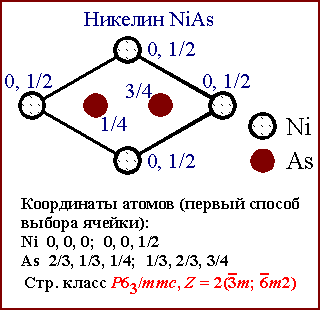 Никелин NiAs
0, 1/2
0, 1/2
0, 1/2
3/4
1/4
0, 1/2
Ni
As
Координаты атомов (первый способ
выбора ячейки):
Ni 0, 0, 0; 0, 0, 1/2
As 2/3, 1/3, 1/4; 1/3, 2/3, 3/4
Стр. класс P6₃/mmc, Z = 2(3̅m; 6̅m2)